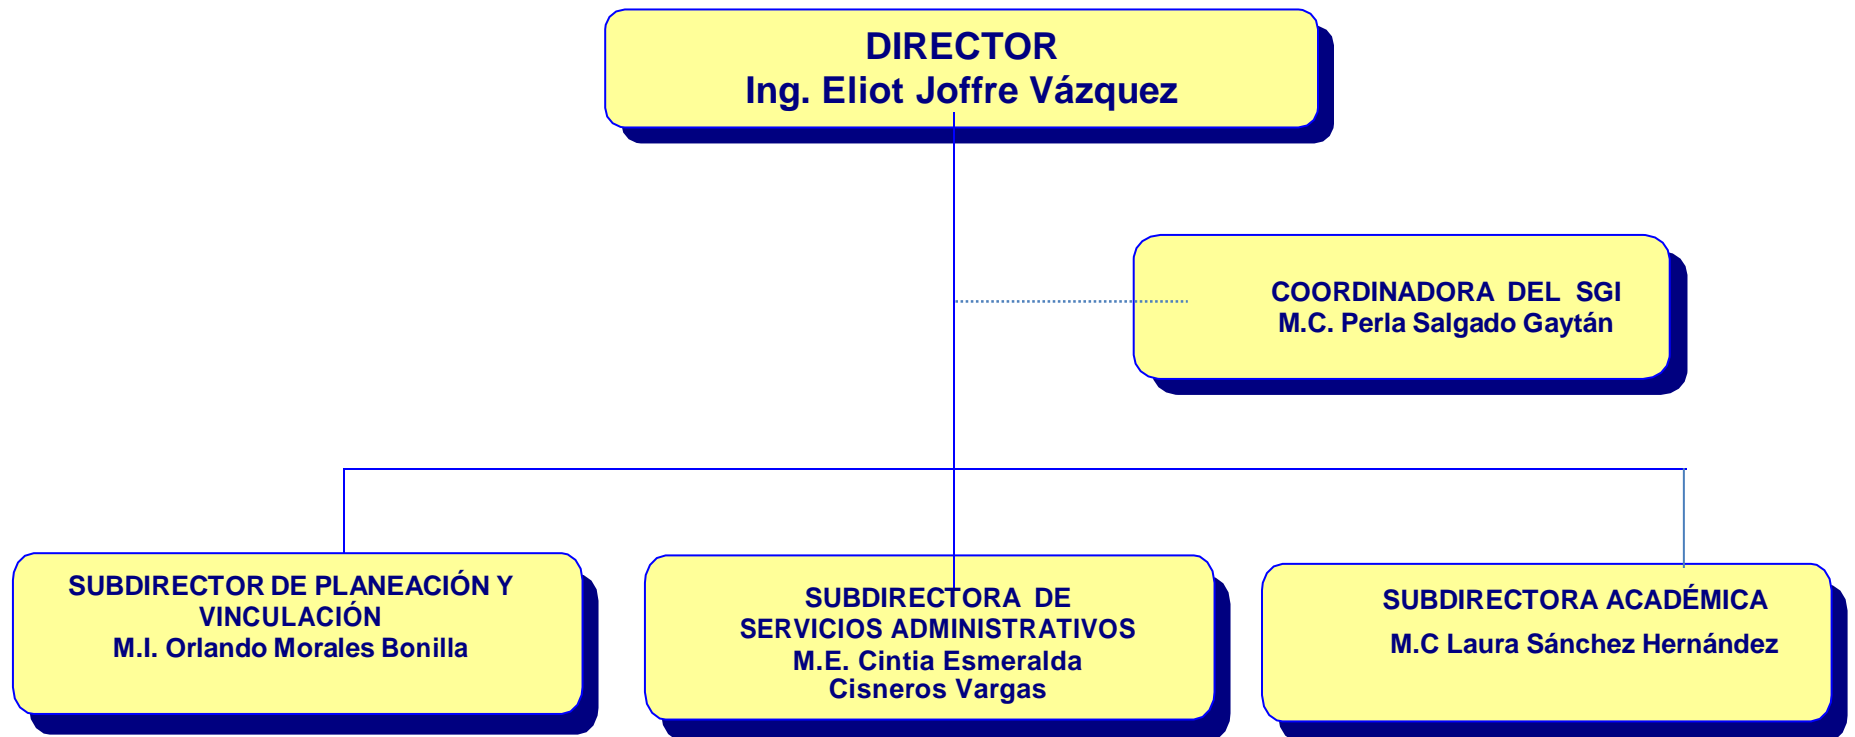 DIRECTOR
Ing. Eliot Joffre Vázquez
COORDINADORA DEL SGI
M.C. Perla Salgado Gaytán
SUBDIRECTOR DE PLANEACIÓN Y
VINCULACIÓN
M.I. Orlando Morales Bonilla
SUBDIRECTORA DE
SERVICIOS ADMINISTRATIVOS
M.E. Cintia Esmeralda
Cisneros Vargas
SUBDIRECTORA ACADÉMICA
M.C Laura Sánchez Hernández